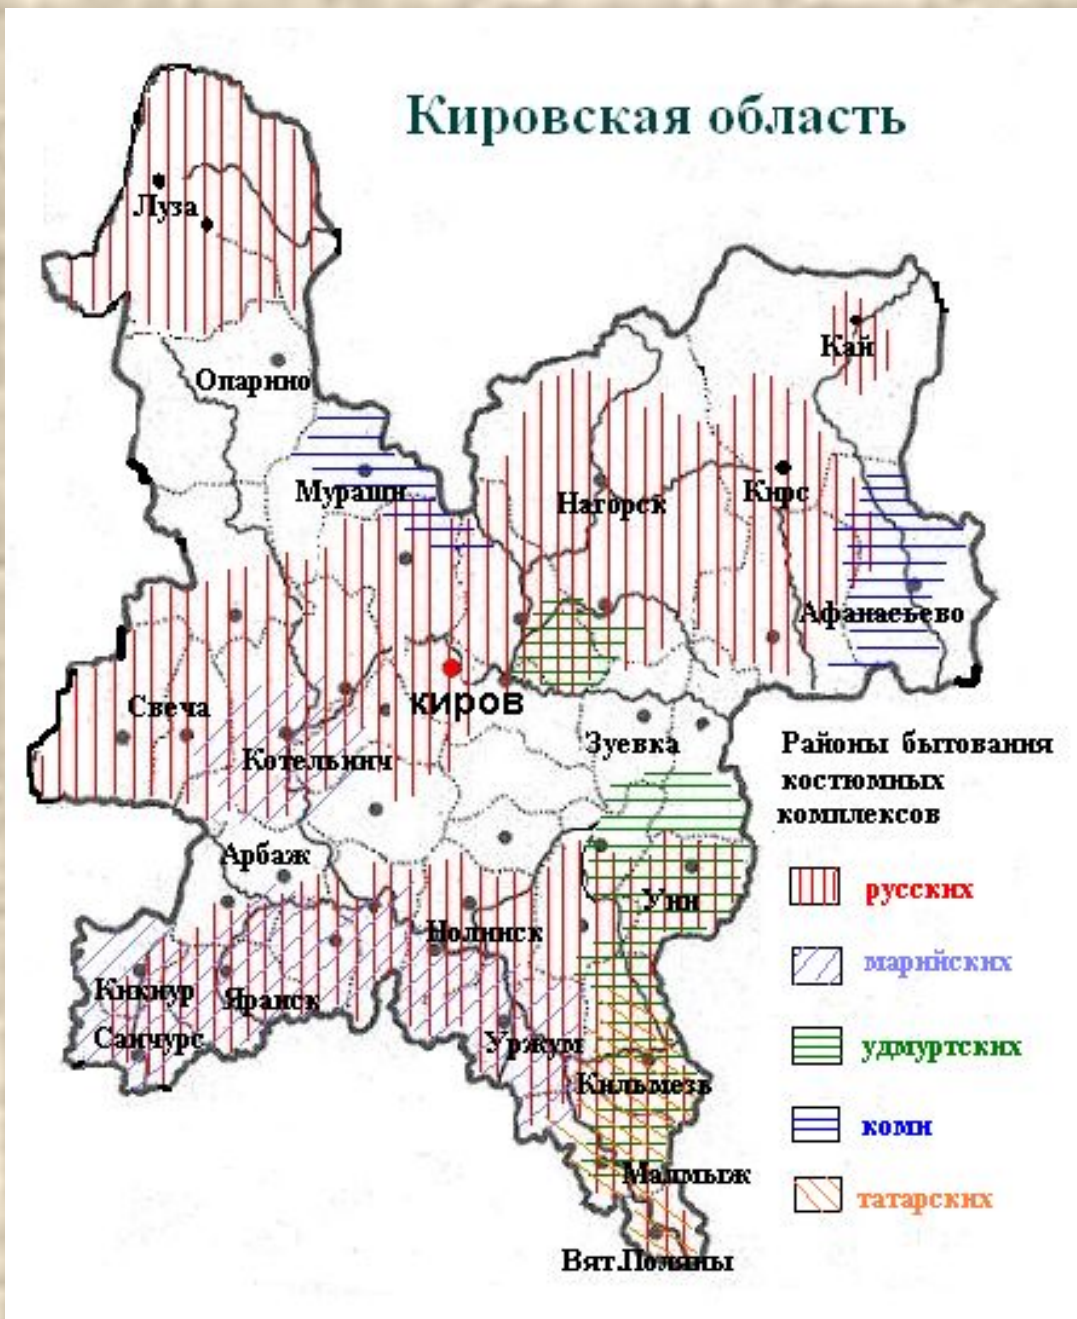 Кировская область
Луза
Кай
Опарино
Мураши
Нагорск
Кирс
Афанасьево
Свеча
киров
Котельнич
Зуевка
Районы бытования
костюмных
комплексов
Арбаж
русских
Уни
Нолинск
марийских
Кикнур
Яранск
Санчурс
Уржум
удмуртских
Кильмезв
коми
Малмыж
татарских
Вят.Поляны